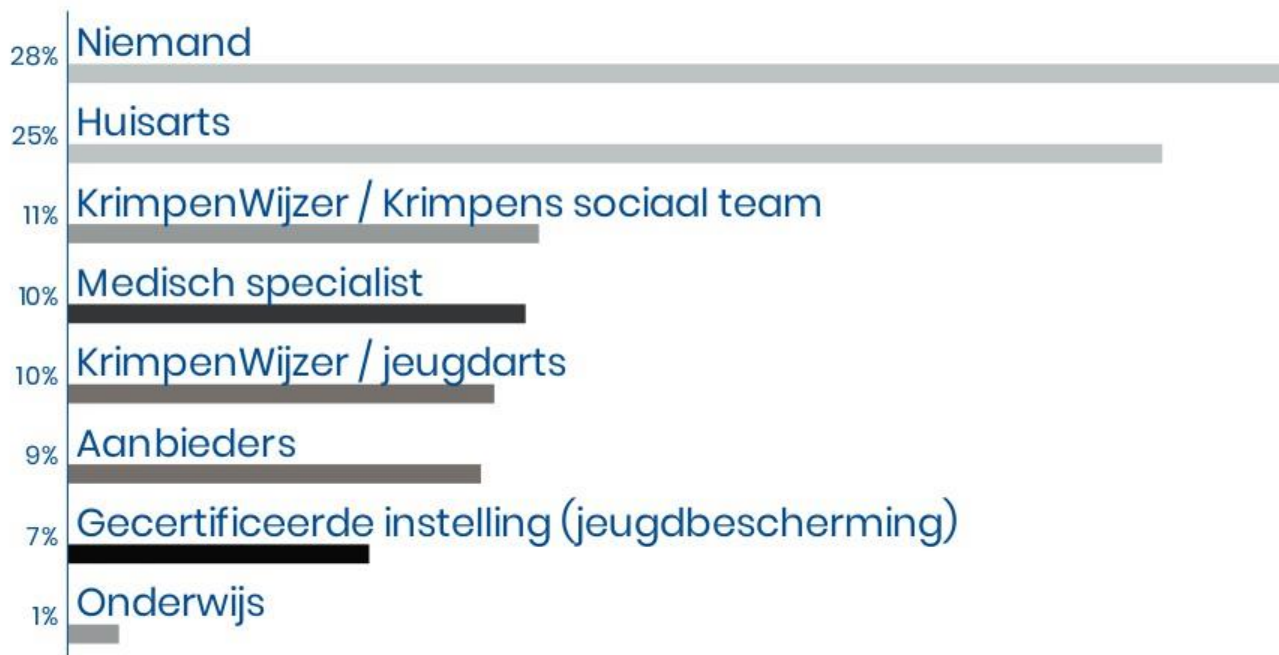 28% Niemand
25% Huisarts
11% KrimpenWijzer / Krimpens sociaal team
10% Medisch specialist
10% KrimpenWijzer / jeugdarts
9% Aanbieders
7% Gecertificeerde instelling (jeugdbescherming)
1% Onderwijs